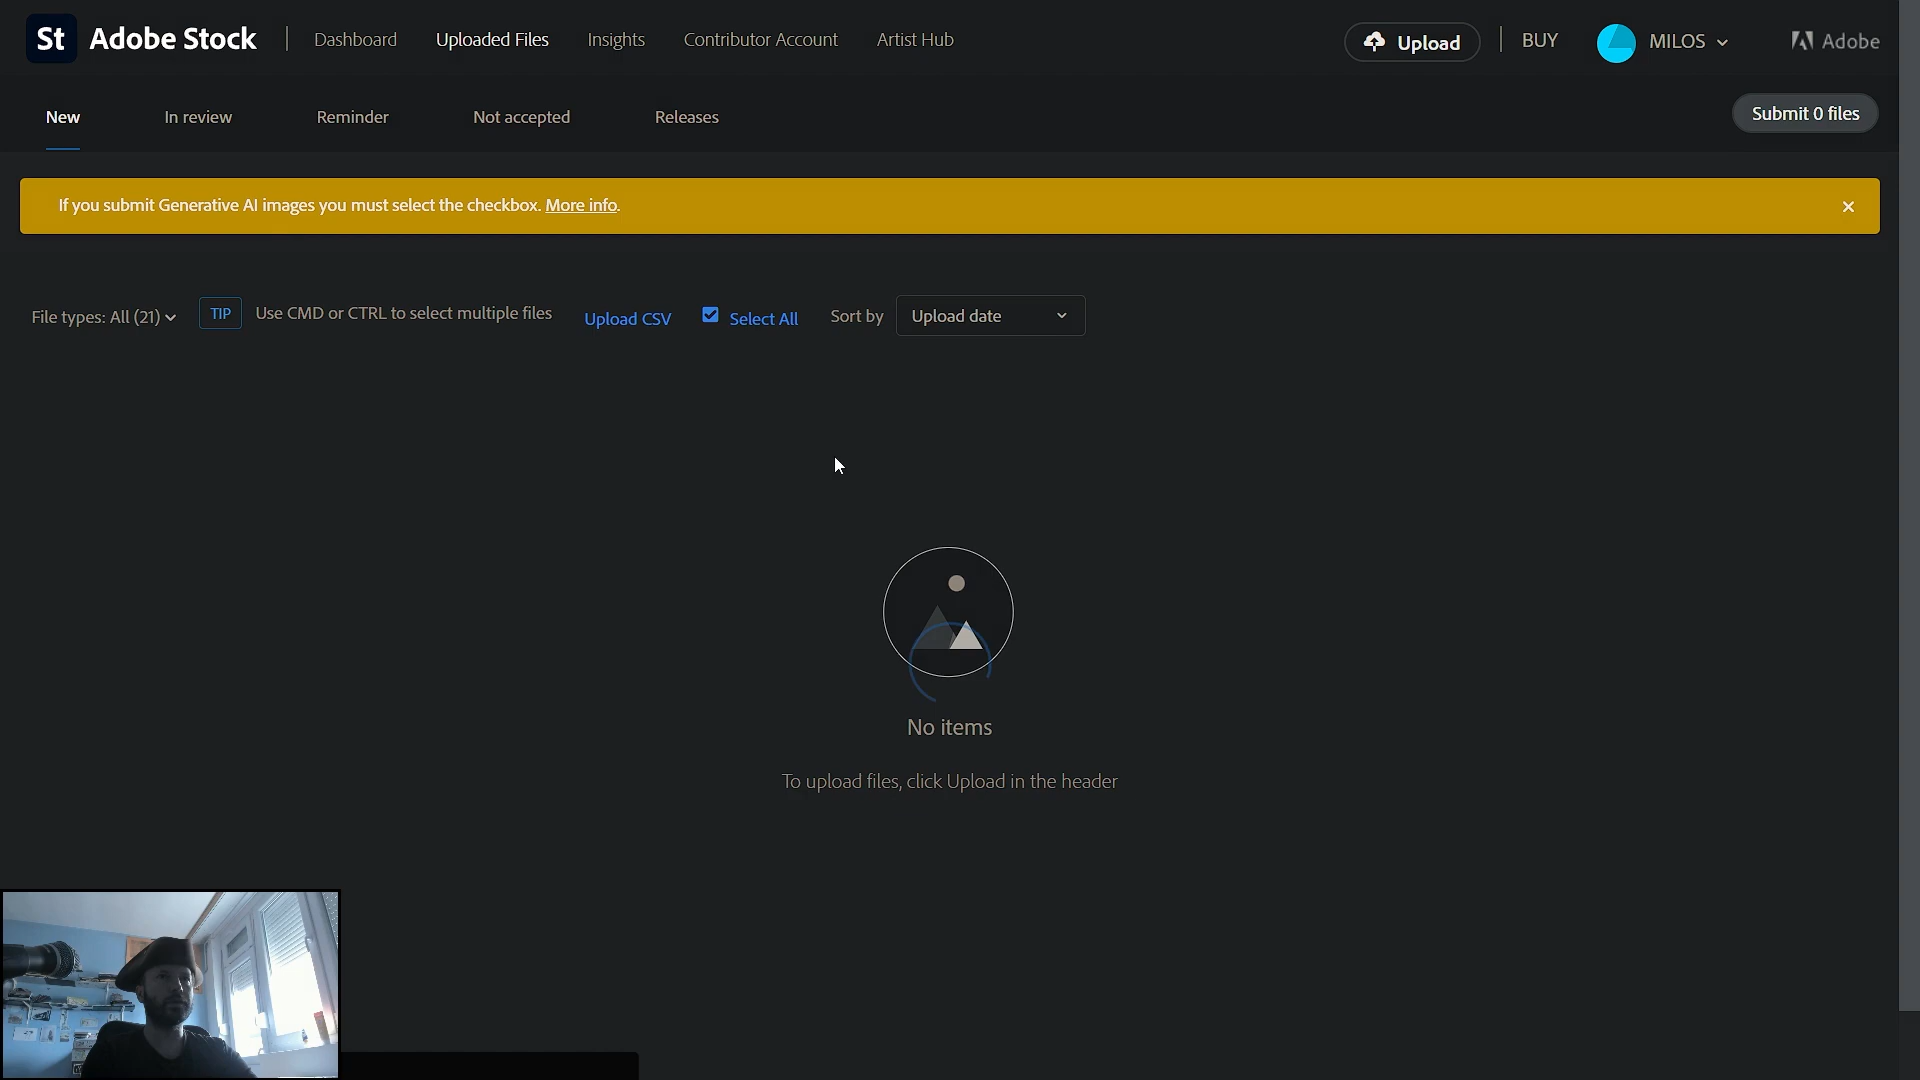 St Adobe Stock Dashboard Uploaded Files Insights Contributor Account Artist Hub Upload BUY MILOS Adobe
New In review Reminder Not accepted Releases Submit 0 files
If you submit Generative AI images you must select the checkbox. More info.
File types: All (21) TIP Use CMD or CTRL to select multiple files Upload CSV Select All Sort by Upload date
No items
To upload files, click Upload in the header